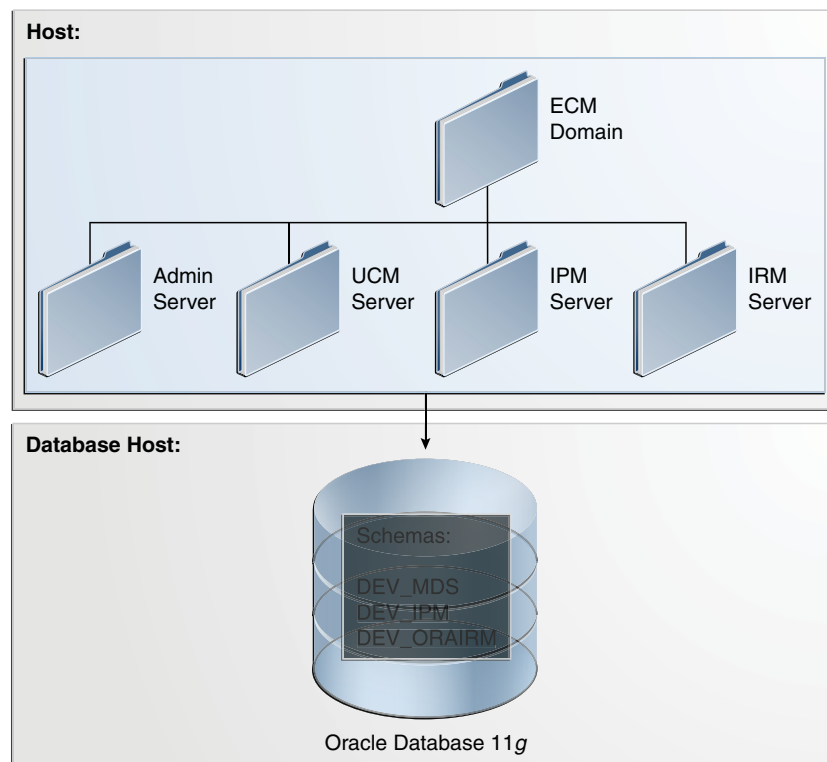 Host:
ECM
Domain
Admin
Server
UCM
Server
IPM
Server
IRM
Server
Database Host:
Schemas:
DEV_MDS
DEV_IPM
DEV_ORAIRM
Oracle Database 11g